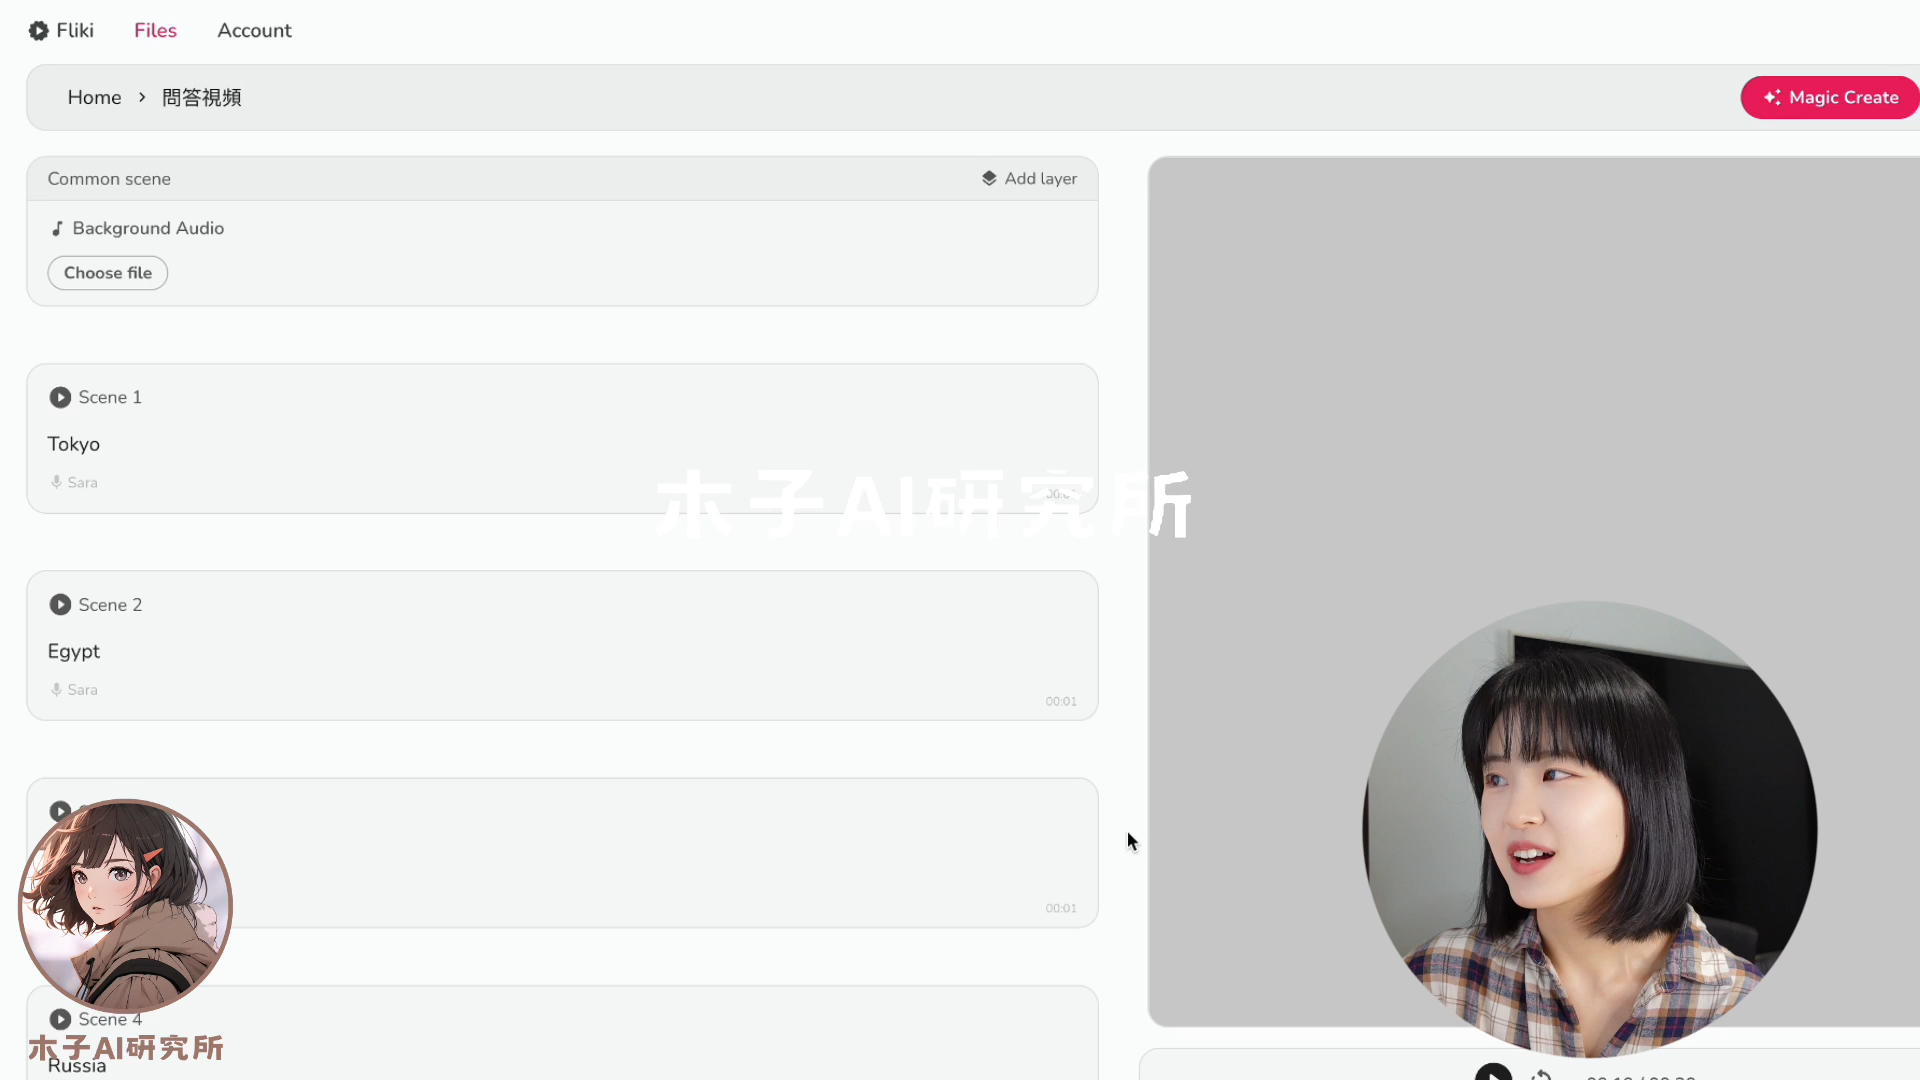 Fliki Files Account
Home > 問答視頻
Magic Create
Common scene
Add layer
Background Audio
Choose file
Scene 1
Tokyo
Sara
木子AI研究所
Scene 2
Egypt
Sara
00:01
00:01
Scene 4
木子AI研究所
Russia